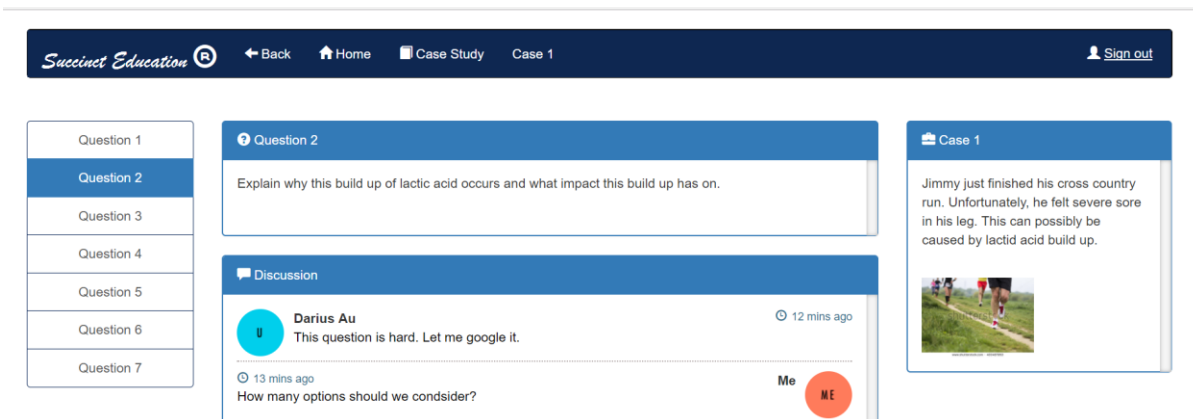 Succinct Education ®
Back Home Case Study Case 1 Sign out
Question 1
Question 2
Question 3
Question 4
Question 5
Question 6
Question 7
Question 2
Explain why this build up of lactic acid occurs and what impact this build up has on.
Discussion
U
Darius Au
12 mins ago
This question is hard. Let me google it.
13 mins ago
Me
ME
How many options should we condsider?
Case 1
Jimmy just finished his cross country
run. Unfortunately, he felt severe sore
in his leg. This can possibly be
caused by lactid acid build up.